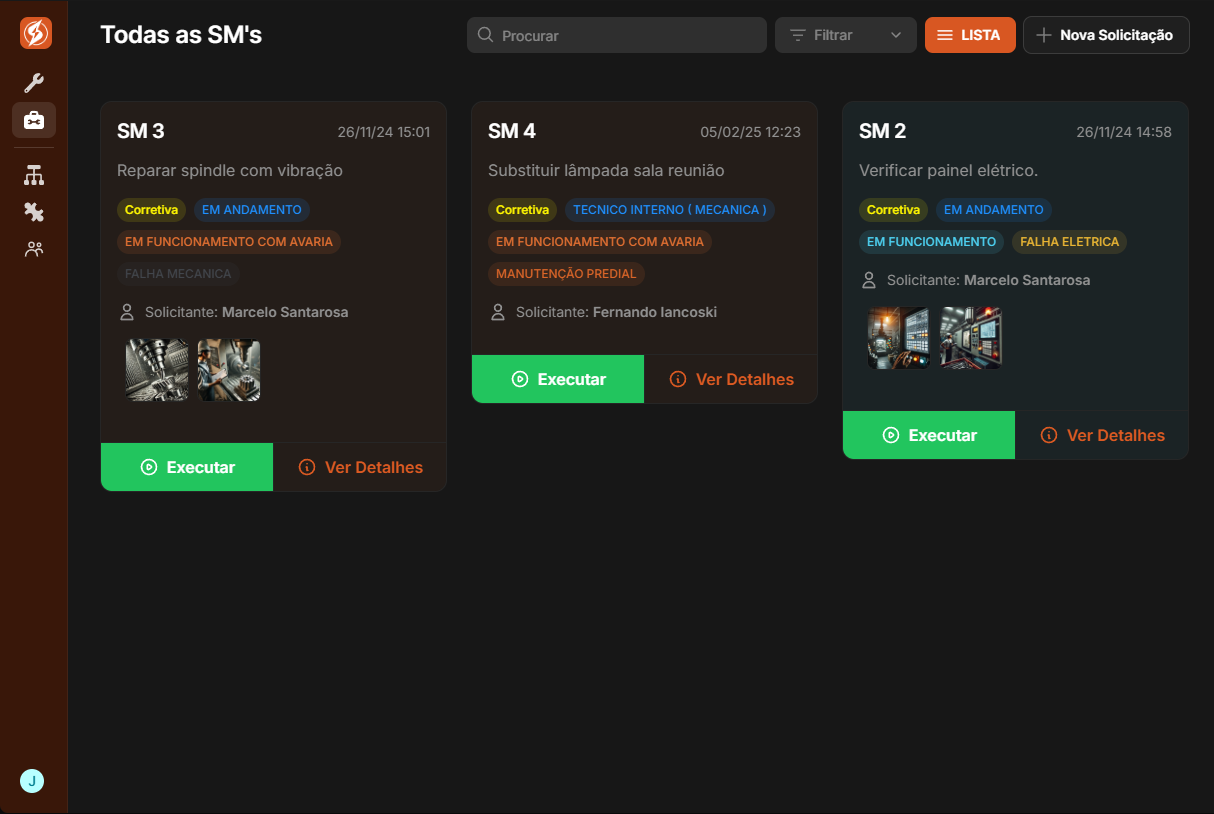 Todas as SM's
Procurar
Filtrar
LISTA
Nova Solicitação
SM 3
26/11/24 15:01
Reparar spindle com vibração
Corretiva
EM ANDAMENTO
EM FUNCIONAMENTO COM AVARIA
FALHA MECANICA
Solicitante: Marcelo Santarosa
Executar
Ver Detalhes
SM 4
05/02/25 12:23
Substituir lâmpada sala reunião
Corretiva
TECNICO INTERNO ( MECANICA )
EM FUNCIONAMENTO COM AVARIA
MANUTENÇÃO PREDIAL
Solicitante: Fernando Iancoski
Executar
Ver Detalhes
SM 2
26/11/24 14:58
Verificar painel elétrico.
Corretiva
EM ANDAMENTO
EM FUNCIONAMENTO
FALHA ELETRICA
Solicitante: Marcelo Santarosa
Executar
Ver Detalhes
J